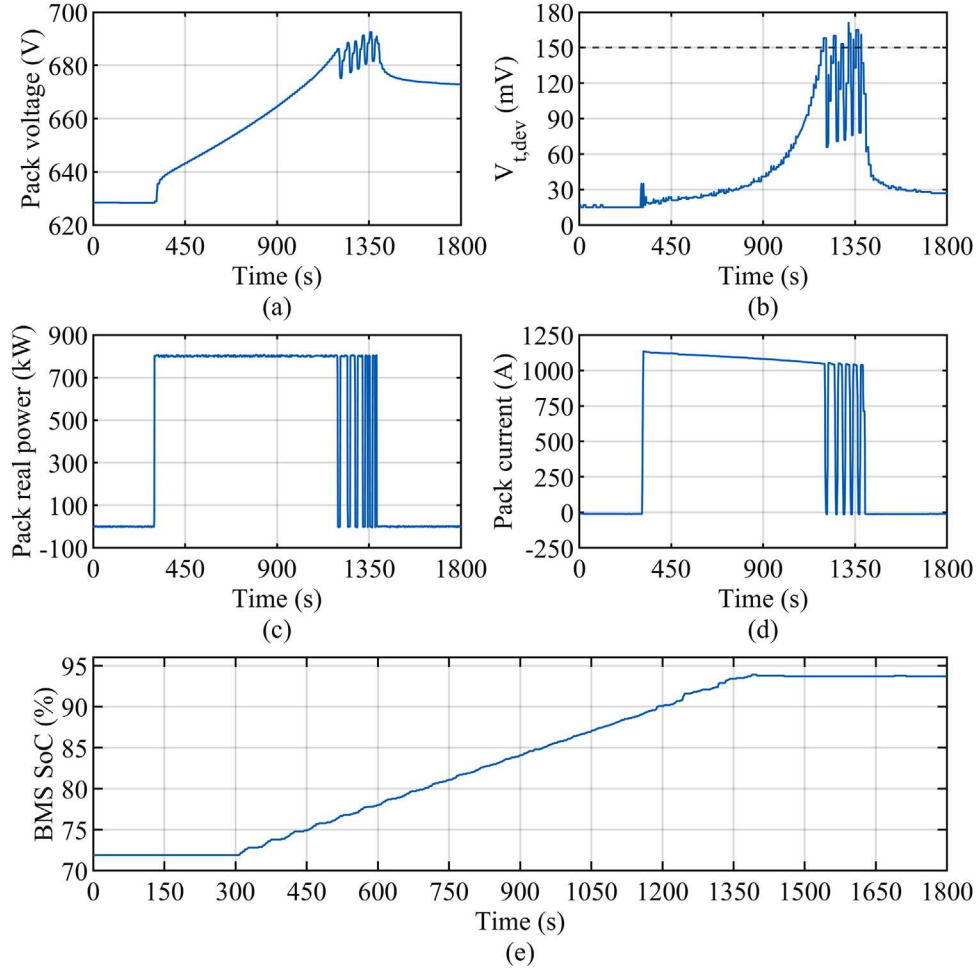 700
680
660
640
620
Pack voltage (V)
0 450 900 1350 1800
Time (s)
(a)
180
150
120
90
60
30
0
V_t,dev (mV)
0 450 900 1350 1800
Time (s)
(b)
900
700
500
300
100
-100
Pack real power (kW)
0 450 900 1350 1800
Time (s)
(c)
1250
1000
750
500
250
0
-250
Pack current (A)
0 450 900 1350 1800
Time (s)
(d)
95
90
85
80
75
70
BMS SoC (%)
0 150 300 450 600 750 900 1050 1200 1350 1500 1650 1800
Time (s)
(e)